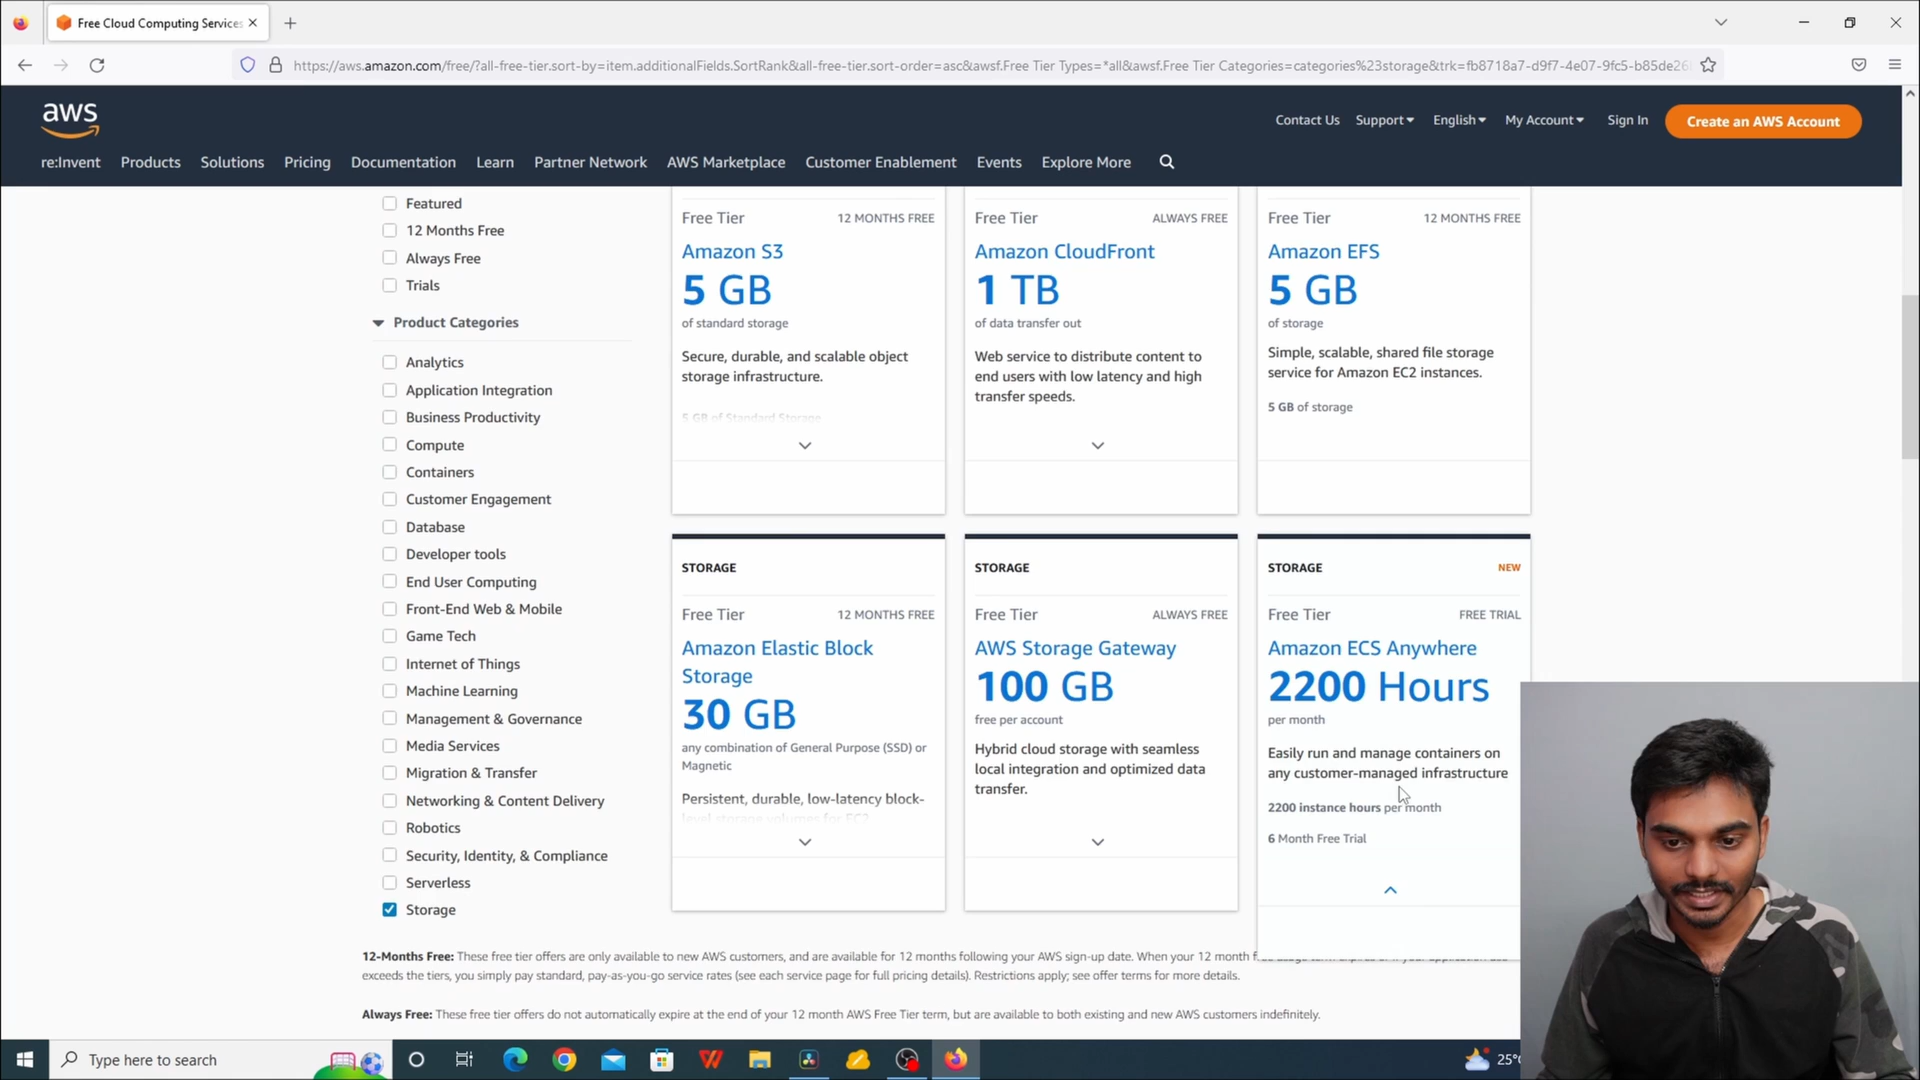 Free Cloud Computing Services
https://aws.amazon.com/free/?all-free-tier.sort-by=item.additionalFields.SortRank&all-free-tier.sort-order=asc&awsf.Free Tier Types=*all&awsf.Free Tier Categories=categories%23storage&trk=fb8718a7-d9f7-4e07-9fc5-b85de26
aws
Contact Us Support English My Account Sign In Create an AWS Account
re:Invent Products Solutions Pricing Documentation Learn Partner Network AWS Marketplace Customer Enablement Events Explore More
Featured
12 Months Free
Always Free
Trials
Product Categories
Analytics
Application Integration
Business Productivity
Compute
Containers
Customer Engagement
Database
Developer tools
End User Computing
Front-End Web & Mobile
Game Tech
Internet of Things
Machine Learning
Management & Governance
Media Services
Migration & Transfer
Networking & Content Delivery
Robotics
Security, Identity, & Compliance
Serverless
Storage
Free Tier 12 MONTHS FREE
Amazon S3
5 GB
of standard storage
Secure, durable, and scalable object
storage infrastructure.
5 GB of Standard Storage
Free Tier ALWAYS FREE
Amazon CloudFront
1 TB
of data transfer out
Web service to distribute content to
end users with low latency and high
transfer speeds.
Free Tier 12 MONTHS FREE
Amazon EFS
5 GB
of storage
Simple, scalable, shared file storage
service for Amazon EC2 instances.
5 GB of storage
STORAGE
Free Tier 12 MONTHS FREE
Amazon Elastic Block
Storage
30 GB
any combination of General Purpose (SSD) or
Magnetic
Persistent, durable, low-latency block-
level storage volumes for EC2
STORAGE
Free Tier ALWAYS FREE
AWS Storage Gateway
100 GB
free per account
Hybrid cloud storage with seamless
local integration and optimized data
transfer.
STORAGE NEW
Free Tier FREE TRIAL
Amazon ECS Anywhere
2200 Hours
per month
Easily run and manage containers on
any customer-managed infrastructure
2200 instance hours per month
6 Month Free Trial
12-Months Free: These free tier offers are only available to new AWS customers, and are available for 12 months following your AWS sign-up date. When your 12 month
exceeds the tiers, you simply pay standard, pay-as-you-go service rates (see each service page for full pricing details). Restrictions apply; see offer terms for more details.
Always Free: These free tier offers do not automatically expire at the end of your 12 month AWS Free Tier term, but are available to both existing and new AWS customers indefinitely.
Type here to search
25°